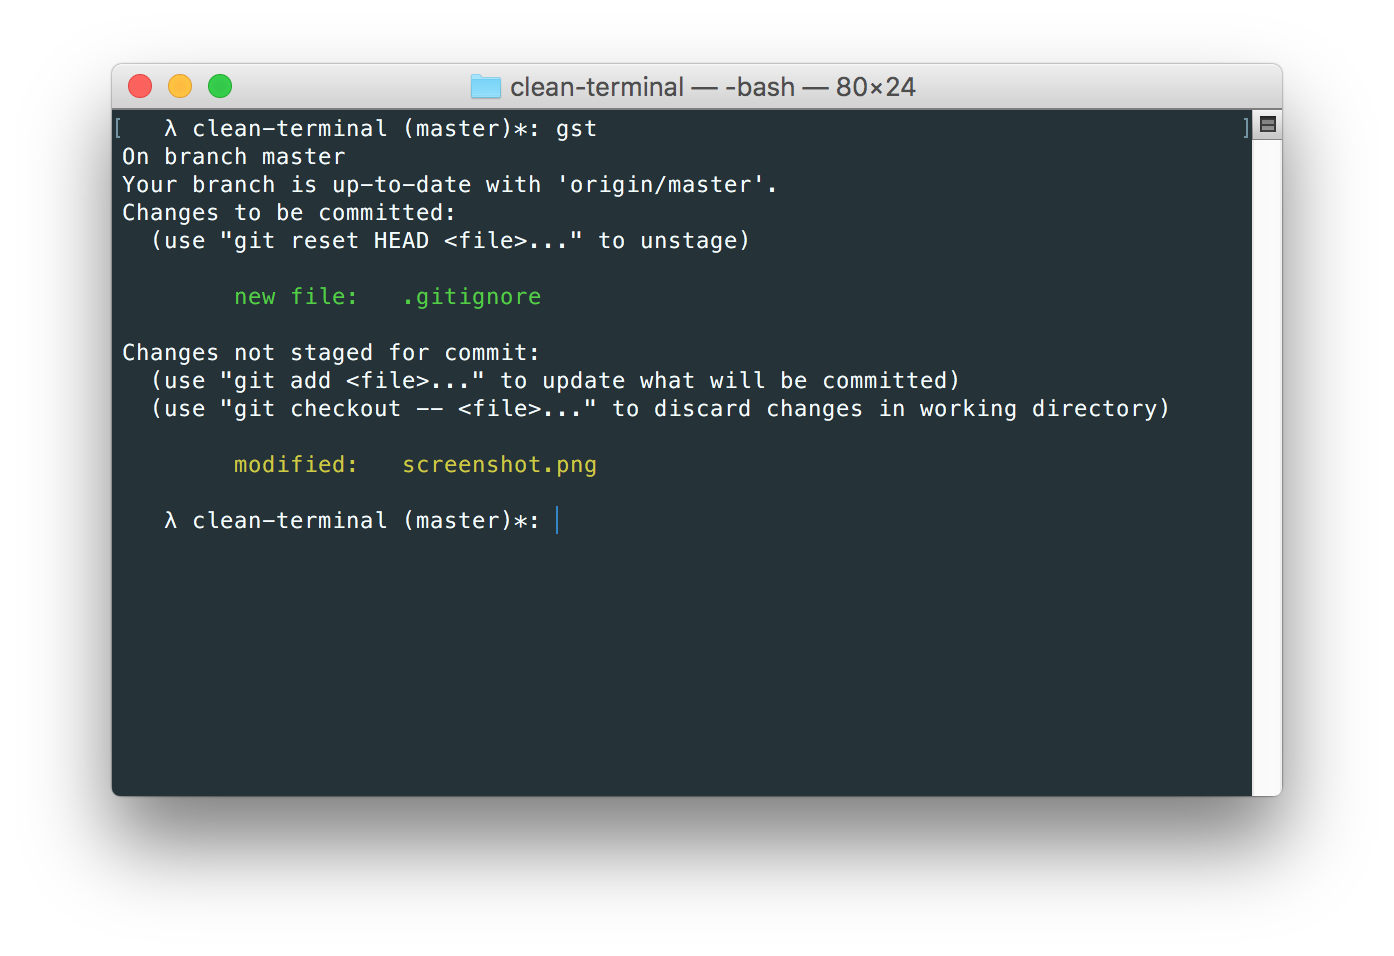 clean-terminal — -bash — 80×24
[   λ clean-terminal (master)*: gst ]
On branch master
Your branch is up-to-date with 'origin/master'.
Changes to be committed:
  (use "git reset HEAD <file>..." to unstage)
        new file:   .gitignore
Changes not staged for commit:
  (use "git add <file>..." to update what will be committed)
  (use "git checkout -- <file>..." to discard changes in working directory)
        modified:   screenshot.png
   λ clean-terminal (master)*: